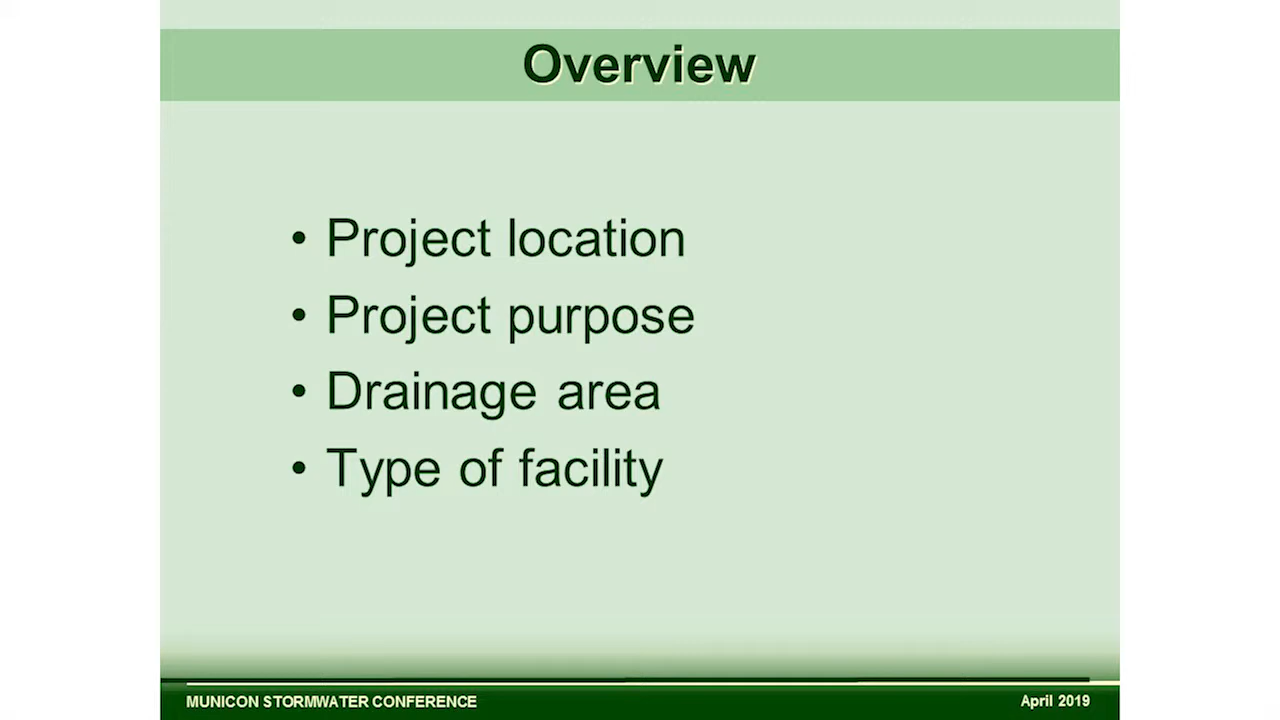 Overview
• Project location
• Project purpose
• Drainage area
• Type of facility
MUNICON STORMWATER CONFERENCE
April 2019